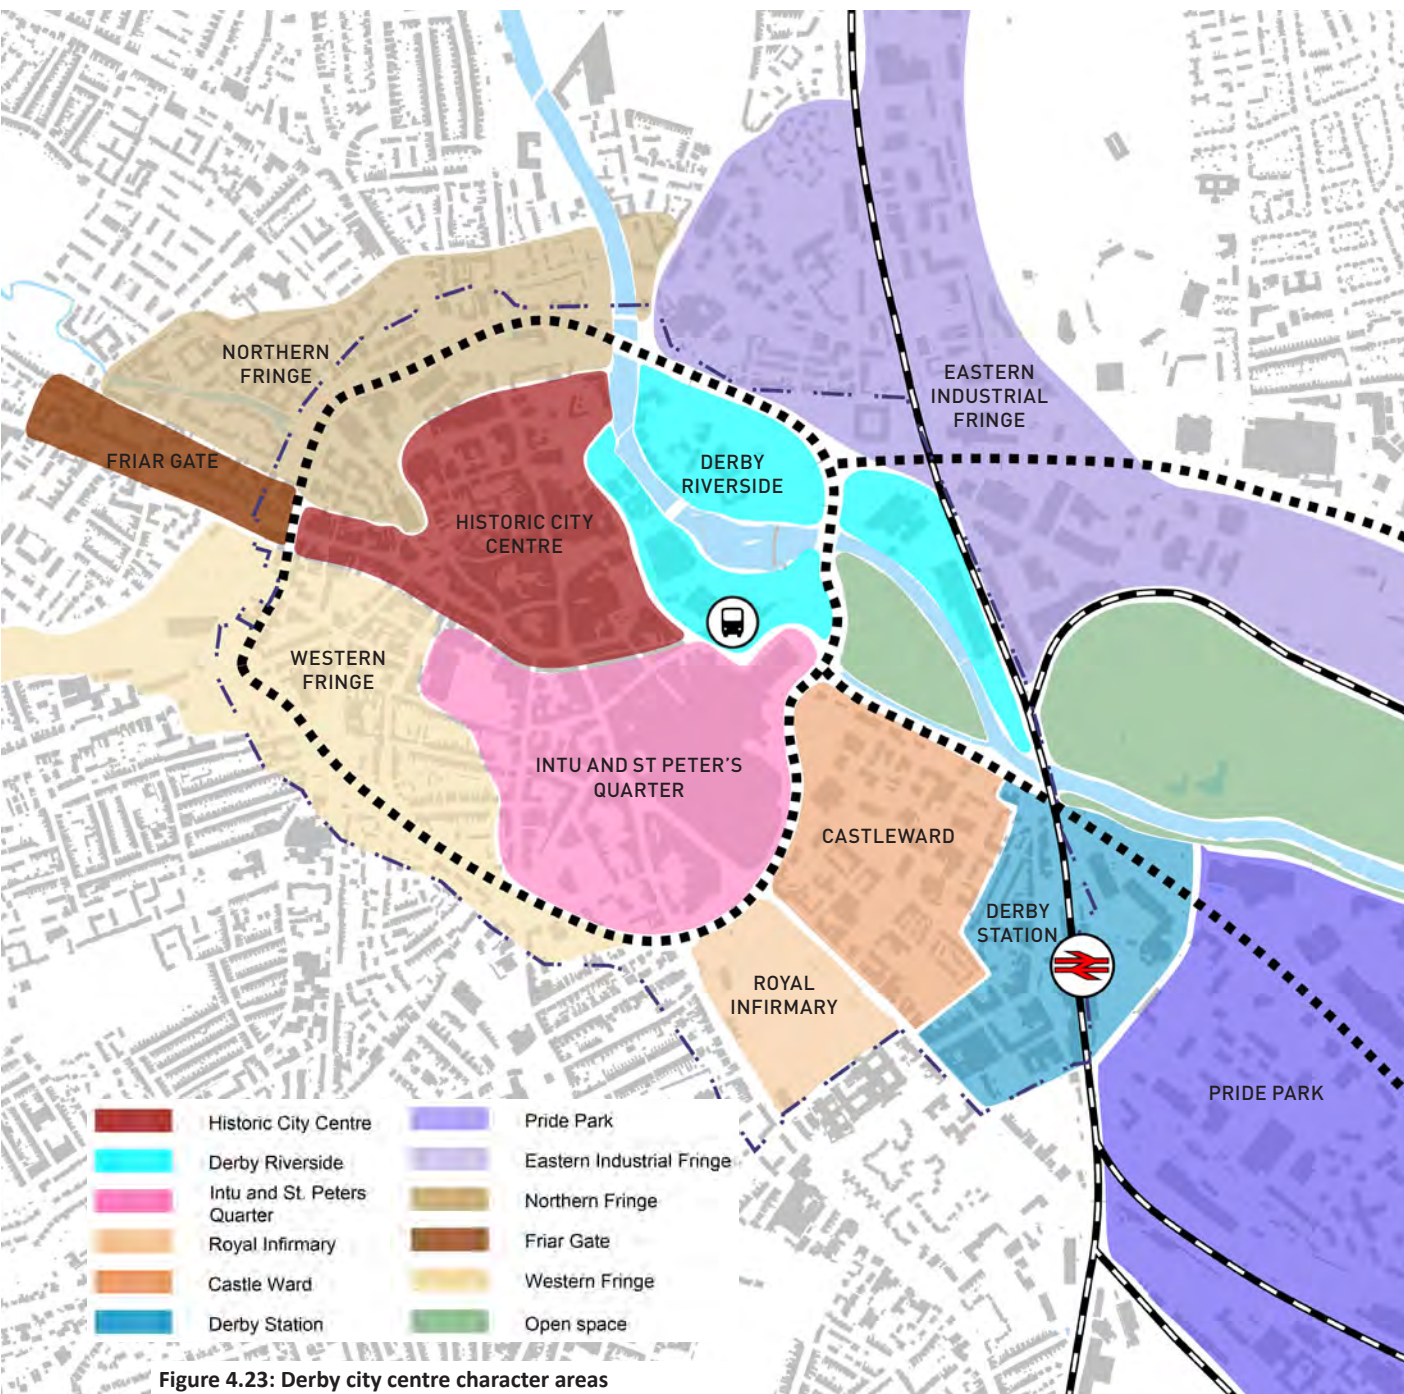 NORTHERN
FRINGE
EASTERN
INDUSTRIAL
FRINGE
FRIAR GATE
DERBY
RIVERSIDE
HISTORIC CITY
CENTRE
WESTERN
FRINGE
INTU AND ST PETER'S
QUARTER
CASTLEWARD
DERBY
STATION
ROYAL
INFIRMARY
PRIDE PARK
Historic City Centre
Derby Riverside
Intu and St. Peters
Quarter
Royal Infirmary
Castle Ward
Derby Station
Pride Park
Eastern Industrial Fringe
Northern Fringe
Friar Gate
Western Fringe
Open space
Figure 4.23: Derby city centre character areas